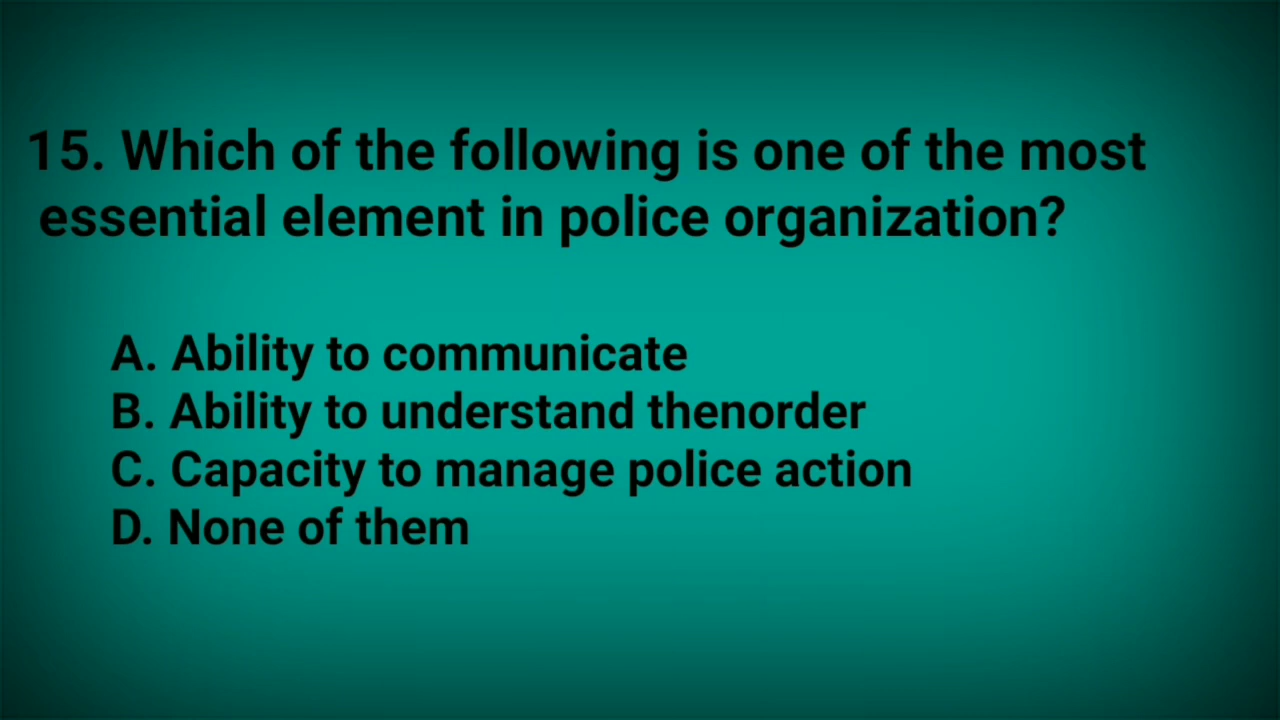 15. Which of the following is one of the most
essential element in police organization?
A. Ability to communicate
B. Ability to understand thenorder
C. Capacity to manage police action
D. None of them